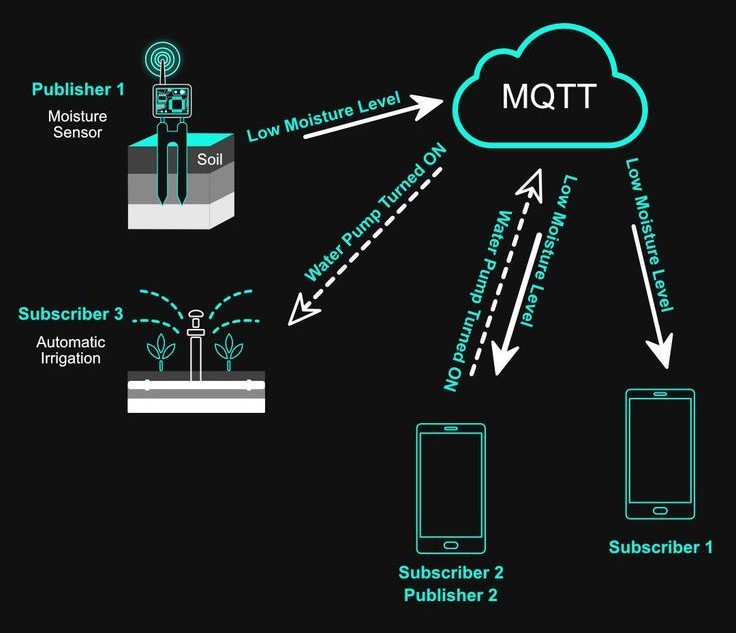 Publisher 1
Moisture
Sensor
Soil
Low Moisture Level
MQTT
Water Pump Turned ON
Water Pump Turned ON
Low Moisture Level
Low Moisture Level
Subscriber 3
Automatic
Irrigation
Subscriber 2
Publisher 2
Subscriber 1